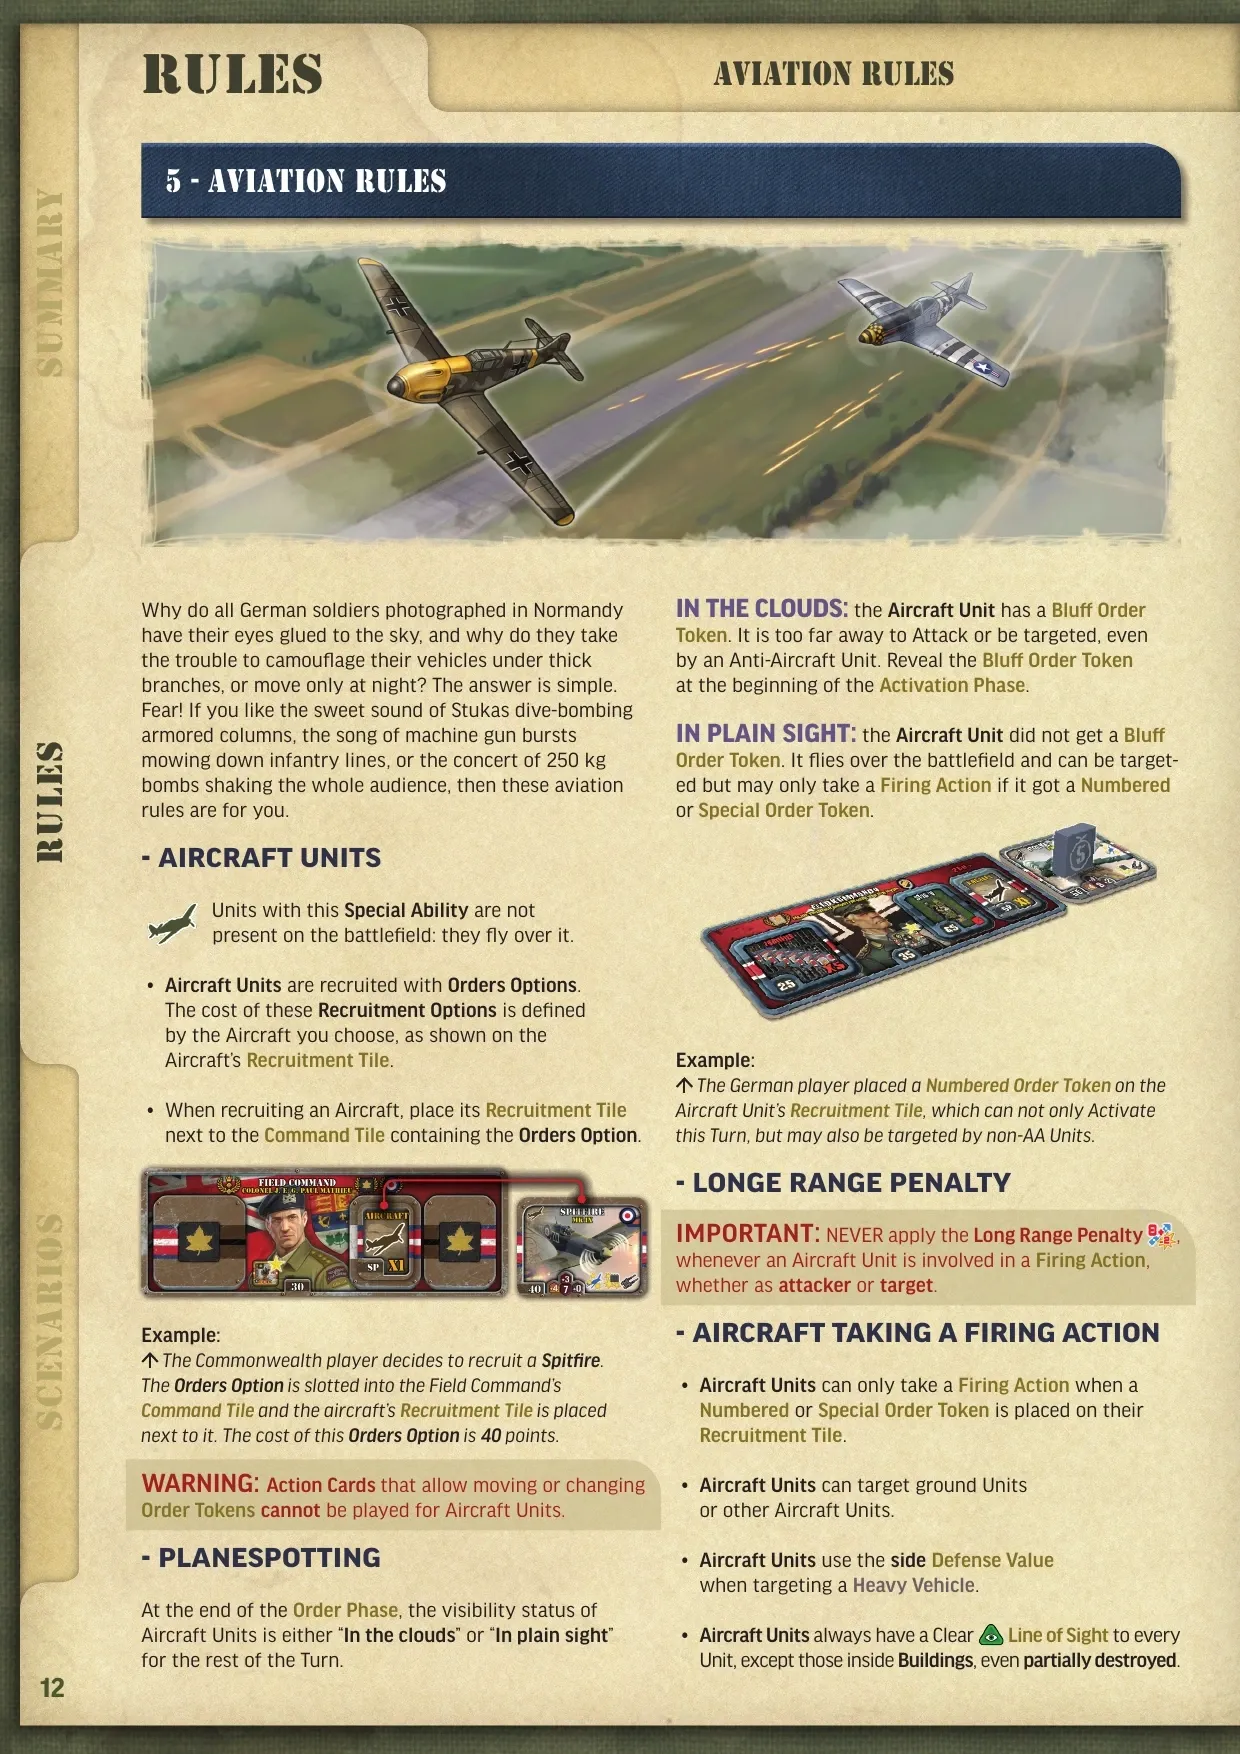 RULES
AVIATION RULES
5 - AVIATION RULES
SUMMARY
RULES
SCENARIOS
Why do all German soldiers photographed in Normandy
have their eyes glued to the sky, and why do they take
the trouble to camouflage their vehicles under thick
branches, or move only at night? The answer is simple.
Fear! If you like the sweet sound of Stukas dive-bombing
armored columns, the song of machine gun bursts
mowing down infantry lines, or the concert of 250 kg
bombs shaking the whole audience, then these aviation
rules are for you.
- AIRCRAFT UNITS
Units with this Special Ability are not
present on the battlefield: they fly over it.
• Aircraft Units are recruited with Orders Options.
The cost of these Recruitment Options is defined
by the Aircraft you choose, as shown on the
Aircraft's Recruitment Tile.
• When recruiting an Aircraft, place its Recruitment Tile
next to the Command Tile containing the Orders Option.
FIELD COMMAND
COLONEL J. E. G. PAUL MATHIEU
AIRCRAFT
SP XI
30
SPITFIRE
MK.IX
40
-4
+3
7
-0
Example:
↑ The Commonwealth player decides to recruit a Spitfire.
The Orders Option is slotted into the Field Command's
Command Tile and the aircraft's Recruitment Tile is placed
next to it. The cost of this Orders Option is 40 points.
WARNING: Action Cards that allow moving or changing
Order Tokens cannot be played for Aircraft Units.
- PLANESPOTTING
At the end of the Order Phase, the visibility status of
Aircraft Units is either "In the clouds" or "In plain sight"
for the rest of the Turn.
IN THE CLOUDS: the Aircraft Unit has a Bluff Order
Token. It is too far away to Attack or be targeted, even
by an Anti-Aircraft Unit. Reveal the Bluff Order Token
at the beginning of the Activation Phase.
IN PLAIN SIGHT: the Aircraft Unit did not get a Bluff
Order Token. It flies over the battlefield and can be target-
ed but may only take a Firing Action if it got a Numbered
or Special Order Token.
25
XS
35
45
XI
5
Example:
↑ The German player placed a Numbered Order Token on the
Aircraft Unit's Recruitment Tile, which can not only Activate
this Turn, but may also be targeted by non-AA Units.
- LONGE RANGE PENALTY
IMPORTANT: NEVER apply the Long Range Penalty ,
whenever an Aircraft Unit is involved in a Firing Action,
whether as attacker or target.
- AIRCRAFT TAKING A FIRING ACTION
• Aircraft Units can only take a Firing Action when a
Numbered or Special Order Token is placed on their
Recruitment Tile.
• Aircraft Units can target ground Units
or other Aircraft Units.
• Aircraft Units use the side Defense Value
when targeting a Heavy Vehicle.
• Aircraft Units always have a Clear Line of Sight to every
Unit, except those inside Buildings, even partially destroyed.
12